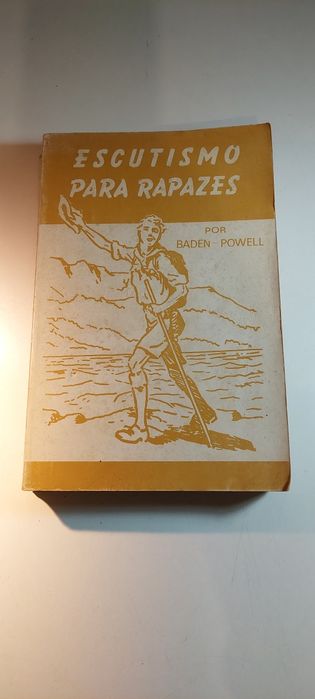 ESCUTISMO
PARA RAPAZES
POR
BADEN - POWELL